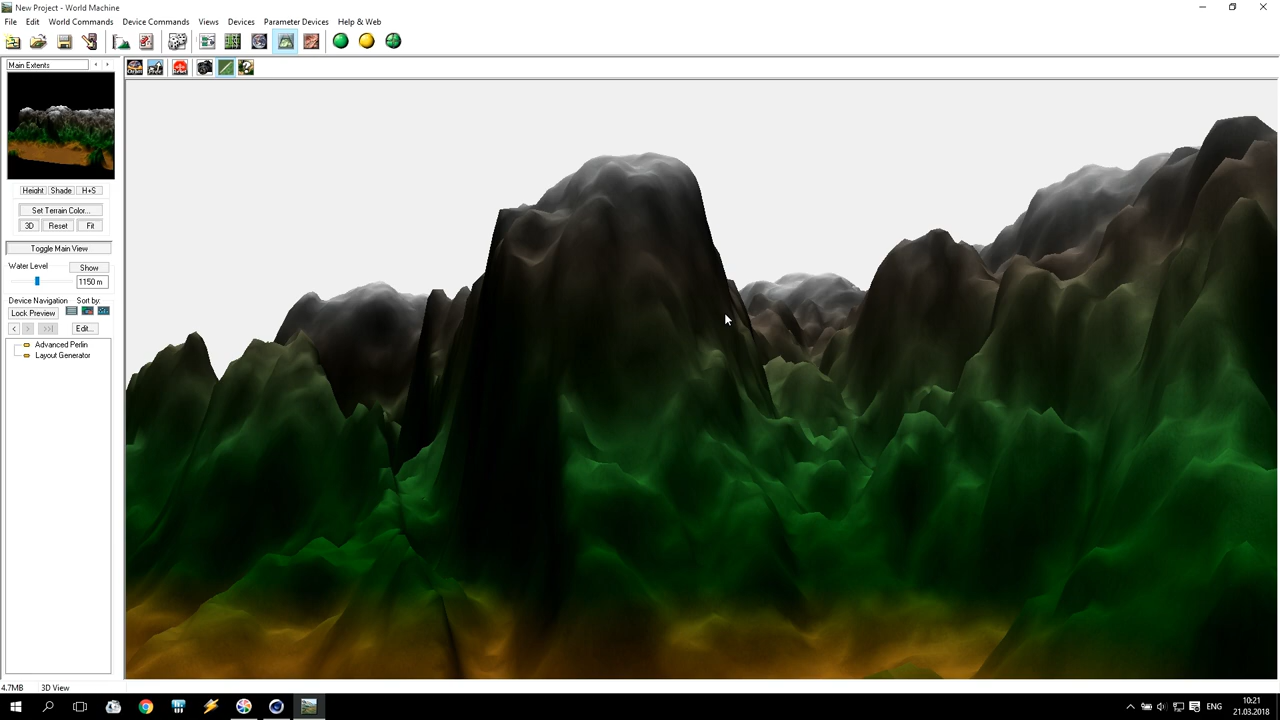 New Project - World Machine
File Edit World Commands Device Commands Views Devices Parameter Devices Help & Web
Main Extents
Height Shade H+S
Set Terrain Color...
3D Reset Fit
Toggle Main View
Water Level Show
1150 m
Device Navigation Sort by:
Lock Preview
Edit...
Advanced Perlin
Layout Generator
4.7MB 3D View
ENG
10:21
21.03.2018